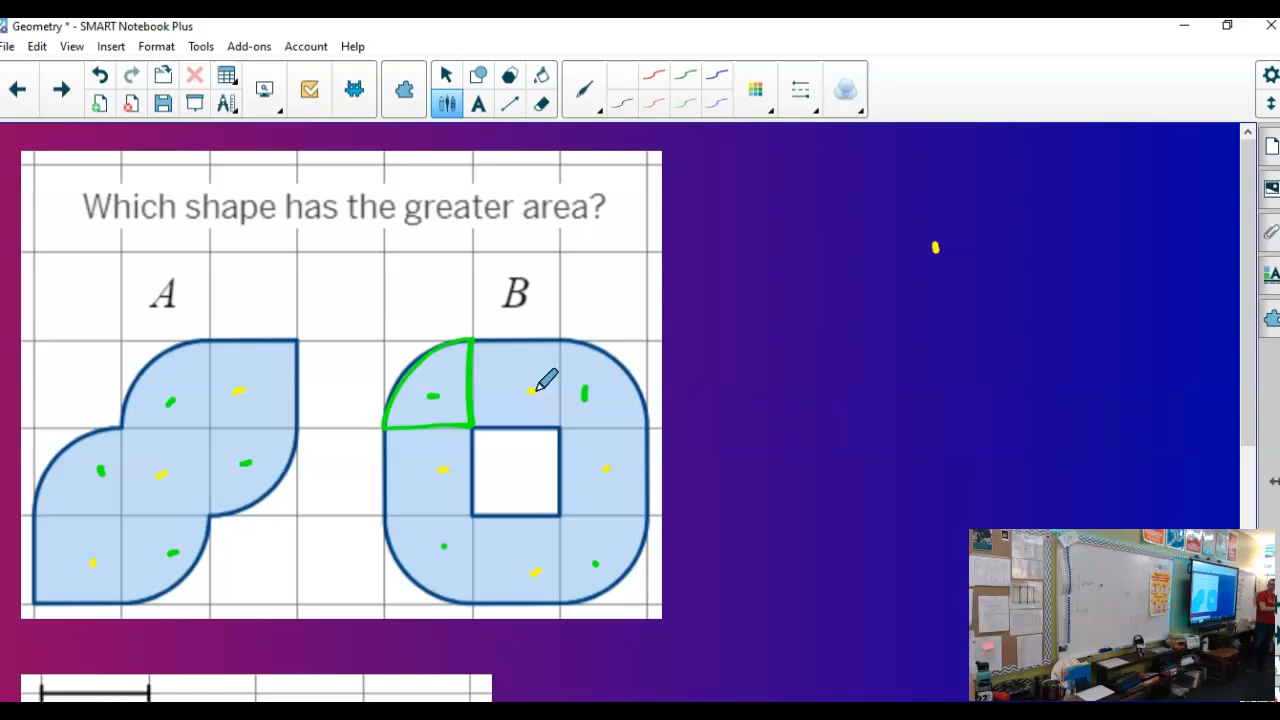 Geometry * - SMART Notebook Plus
File Edit View Insert Format Tools Add-ons Account Help
Which shape has the greater area?
A B